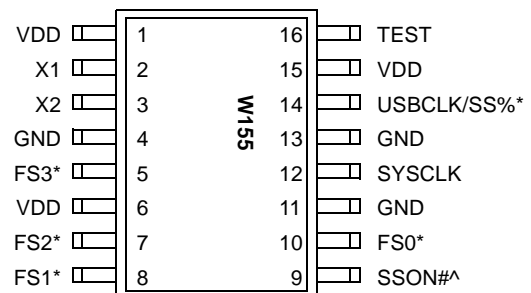 VDD 1 16 TEST
X1 2 15 VDD
X2 3 14 USBCLK/SS%*
GND 4 13 GND
FS3* 5 12 SYSCLK
VDD 6 11 GND
FS2* 7 10 FS0*
FS1* 8 9 SSON#^
W155